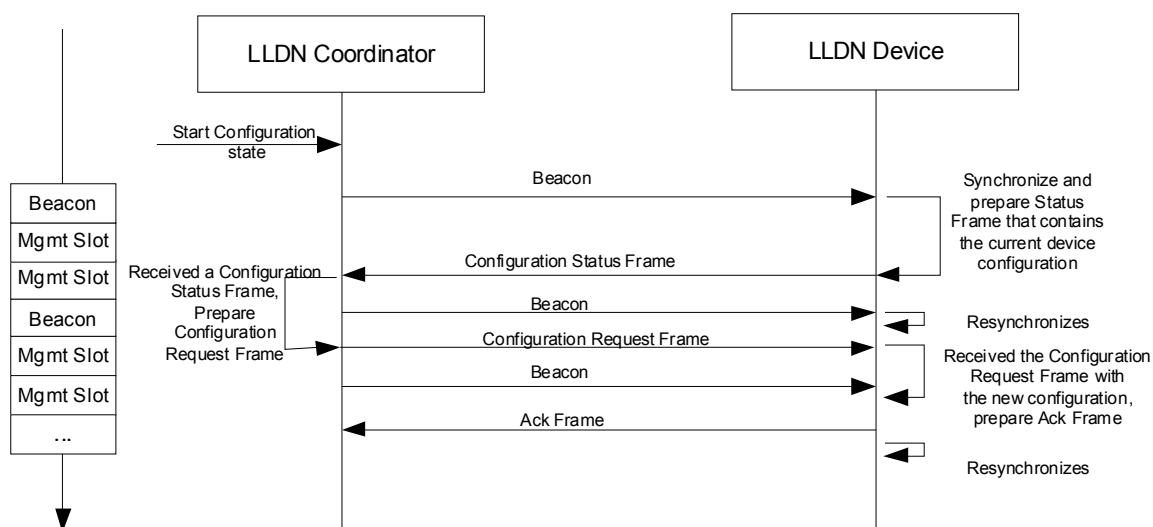 LLDN Coordinator
LLDN Device
Start Configuration
state
Beacon
Synchronize and
prepare Status
Frame that contains
the current device
configuration
Beacon
Mgmt Slot
Mgmt Slot
Beacon
Mgmt Slot
Mgmt Slot
...
Configuration Status Frame
Received a Configuration
Status Frame,
Prepare
Configuration
Request Frame
Beacon
Resynchronizes
Configuration Request Frame
Received the Configuration
Request Frame with
the new configuration,
prepare Ack Frame
Beacon
Ack Frame
Resynchronizes